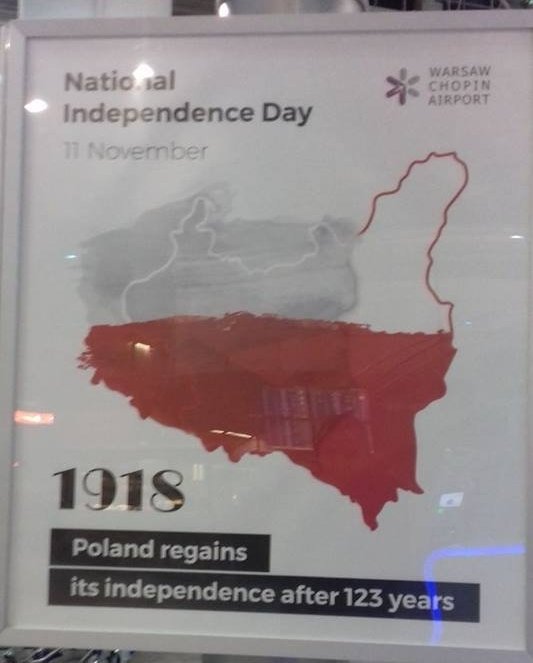 National
Independence Day
11 November
WARSAW
CHOPIN
AIRPORT
1918
Poland regains
its independence after 123 years